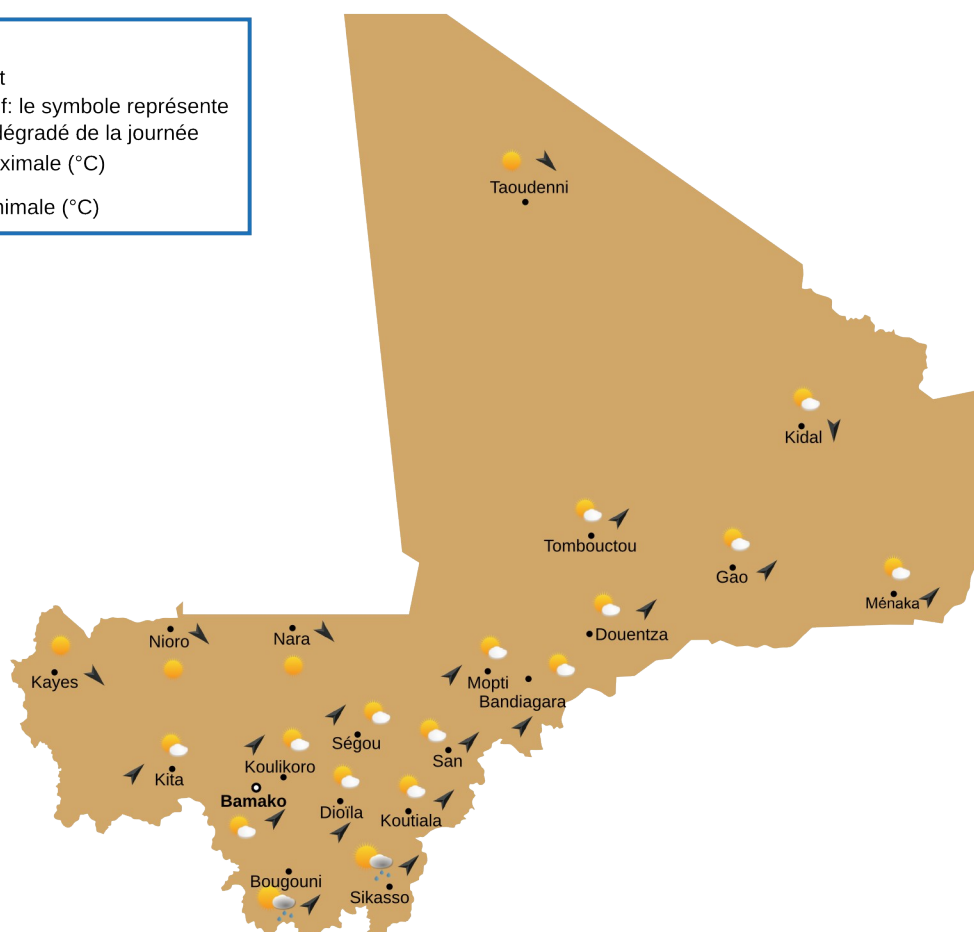 t
f: le symbole représente
légradé de la journée
ximale (°C)
nimale (°C)
Taoudenni
Kidal
Tombouctou
Gao
Ménaka
Douentza
Nioro
Nara
Kayes
Mopti
Bandiagara
Ségou
San
Koulikoro
Kita
Bamako
Dioïla
Koutiala
Bougouni
Sikasso